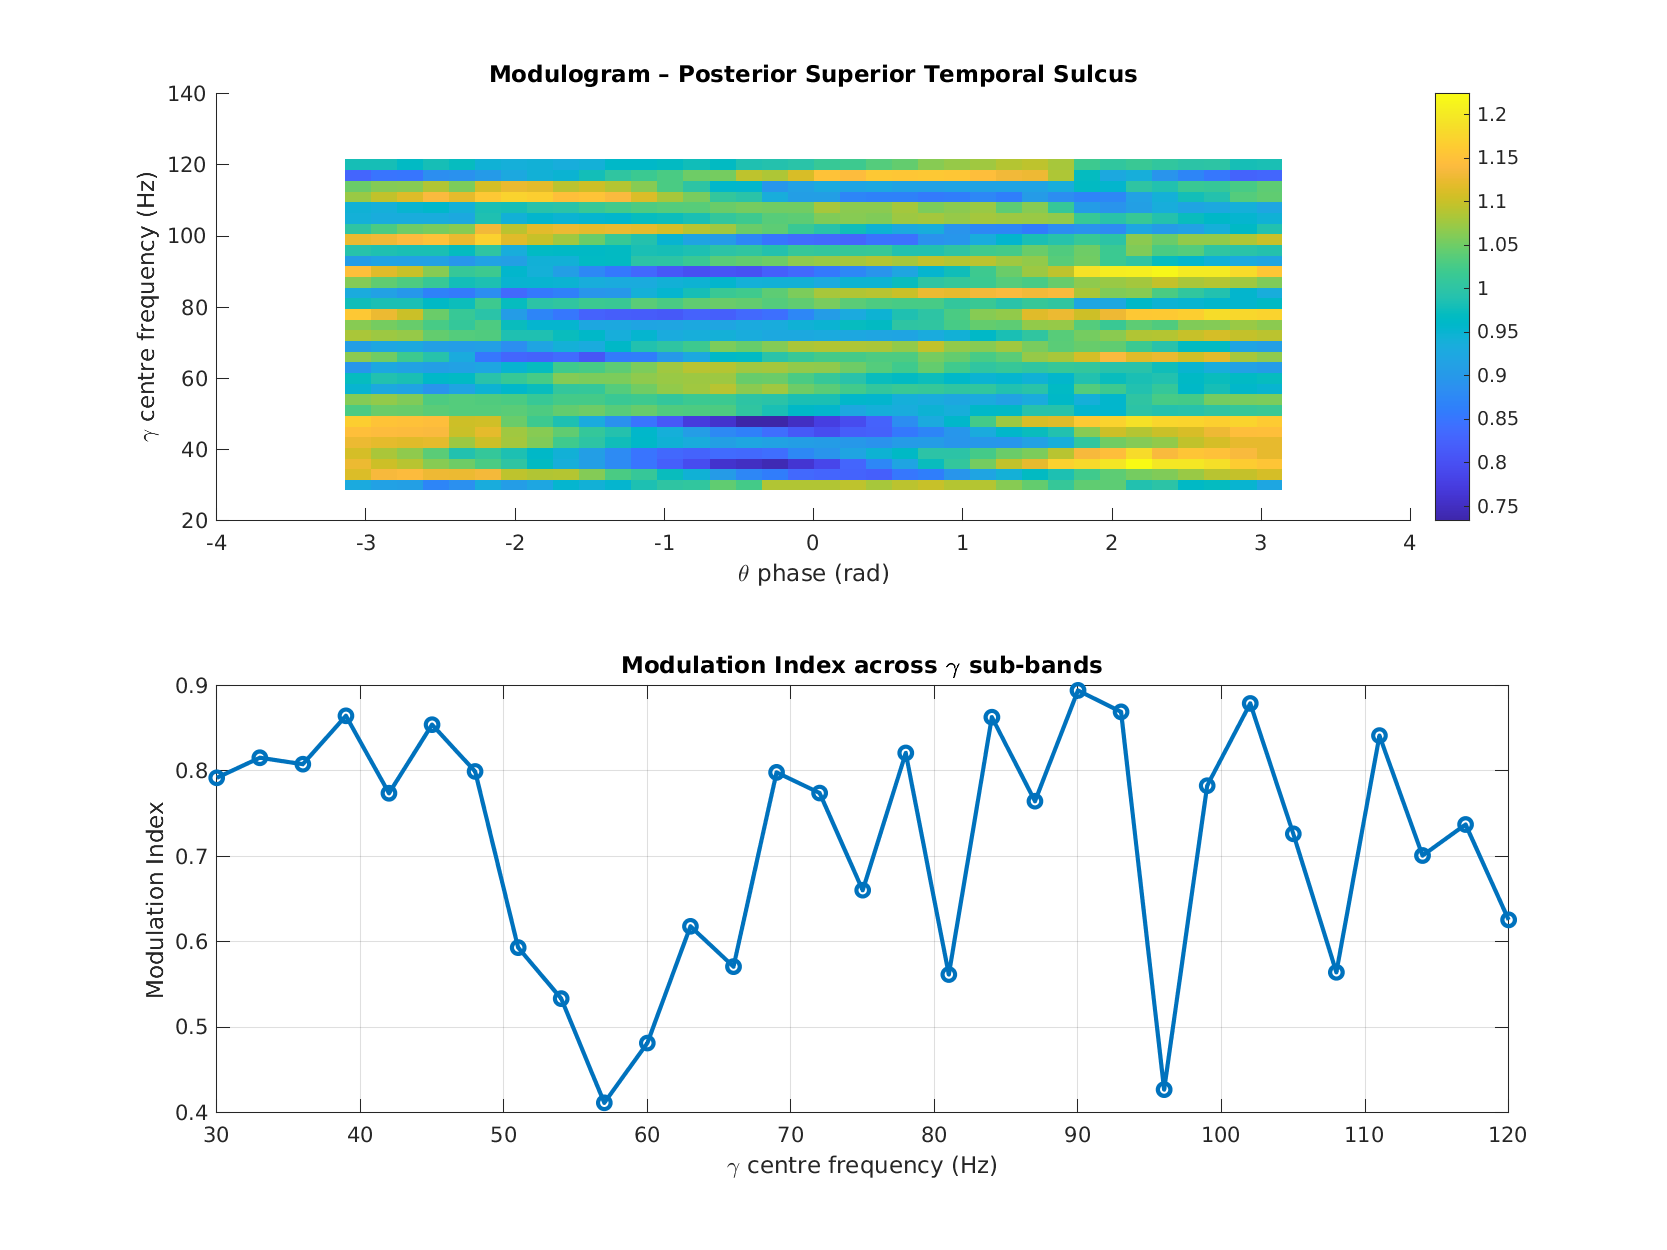 Modulogram – Posterior Superior Temporal Sulcus
140
120
100
80
60
40
20
γ centre frequency (Hz)
-4 -3 -2 -1 0 1 2 3 4
θ phase (rad)
1.2
1.15
1.1
1.05
1
0.95
0.9
0.85
0.8
0.75
Modulation Index across γ sub-bands
0.9
0.8
0.7
0.6
0.5
0.4
Modulation Index
30 40 50 60 70 80 90 100 110 120
γ centre frequency (Hz)